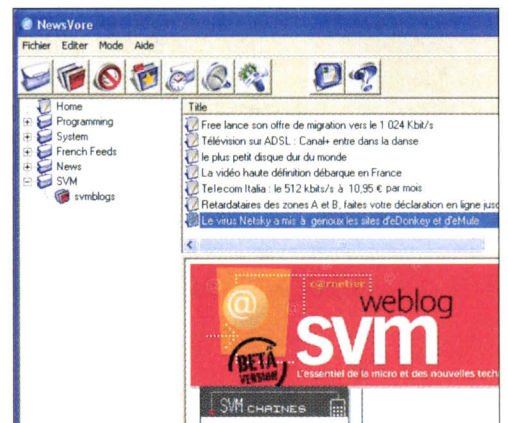 NewsVore
Fichier Editer Mode Aide
Home
Programming
System
French Feeds
News
SVM
svmblogs
Title
Free lance son offre de migration vers le 1 024 Kbit/s
Télévision sur ADSL : Canal+ entre dans la danse
le plus petit disque dur du monde
La vidéo haute définition débarque en France
Telecom Italia : le 512 kbits/s à 10,95 € par mois
Retardataires des zones A et B, faites votre déclaration en ligne jusq
Le virus Netsky a mis à genoux les sites d'eDonkey et d'eMule
c@rnetier
weblog
svm
BETA
VERSION
L'essentiel de la micro et des nouvelles tech
SVM CHAINES